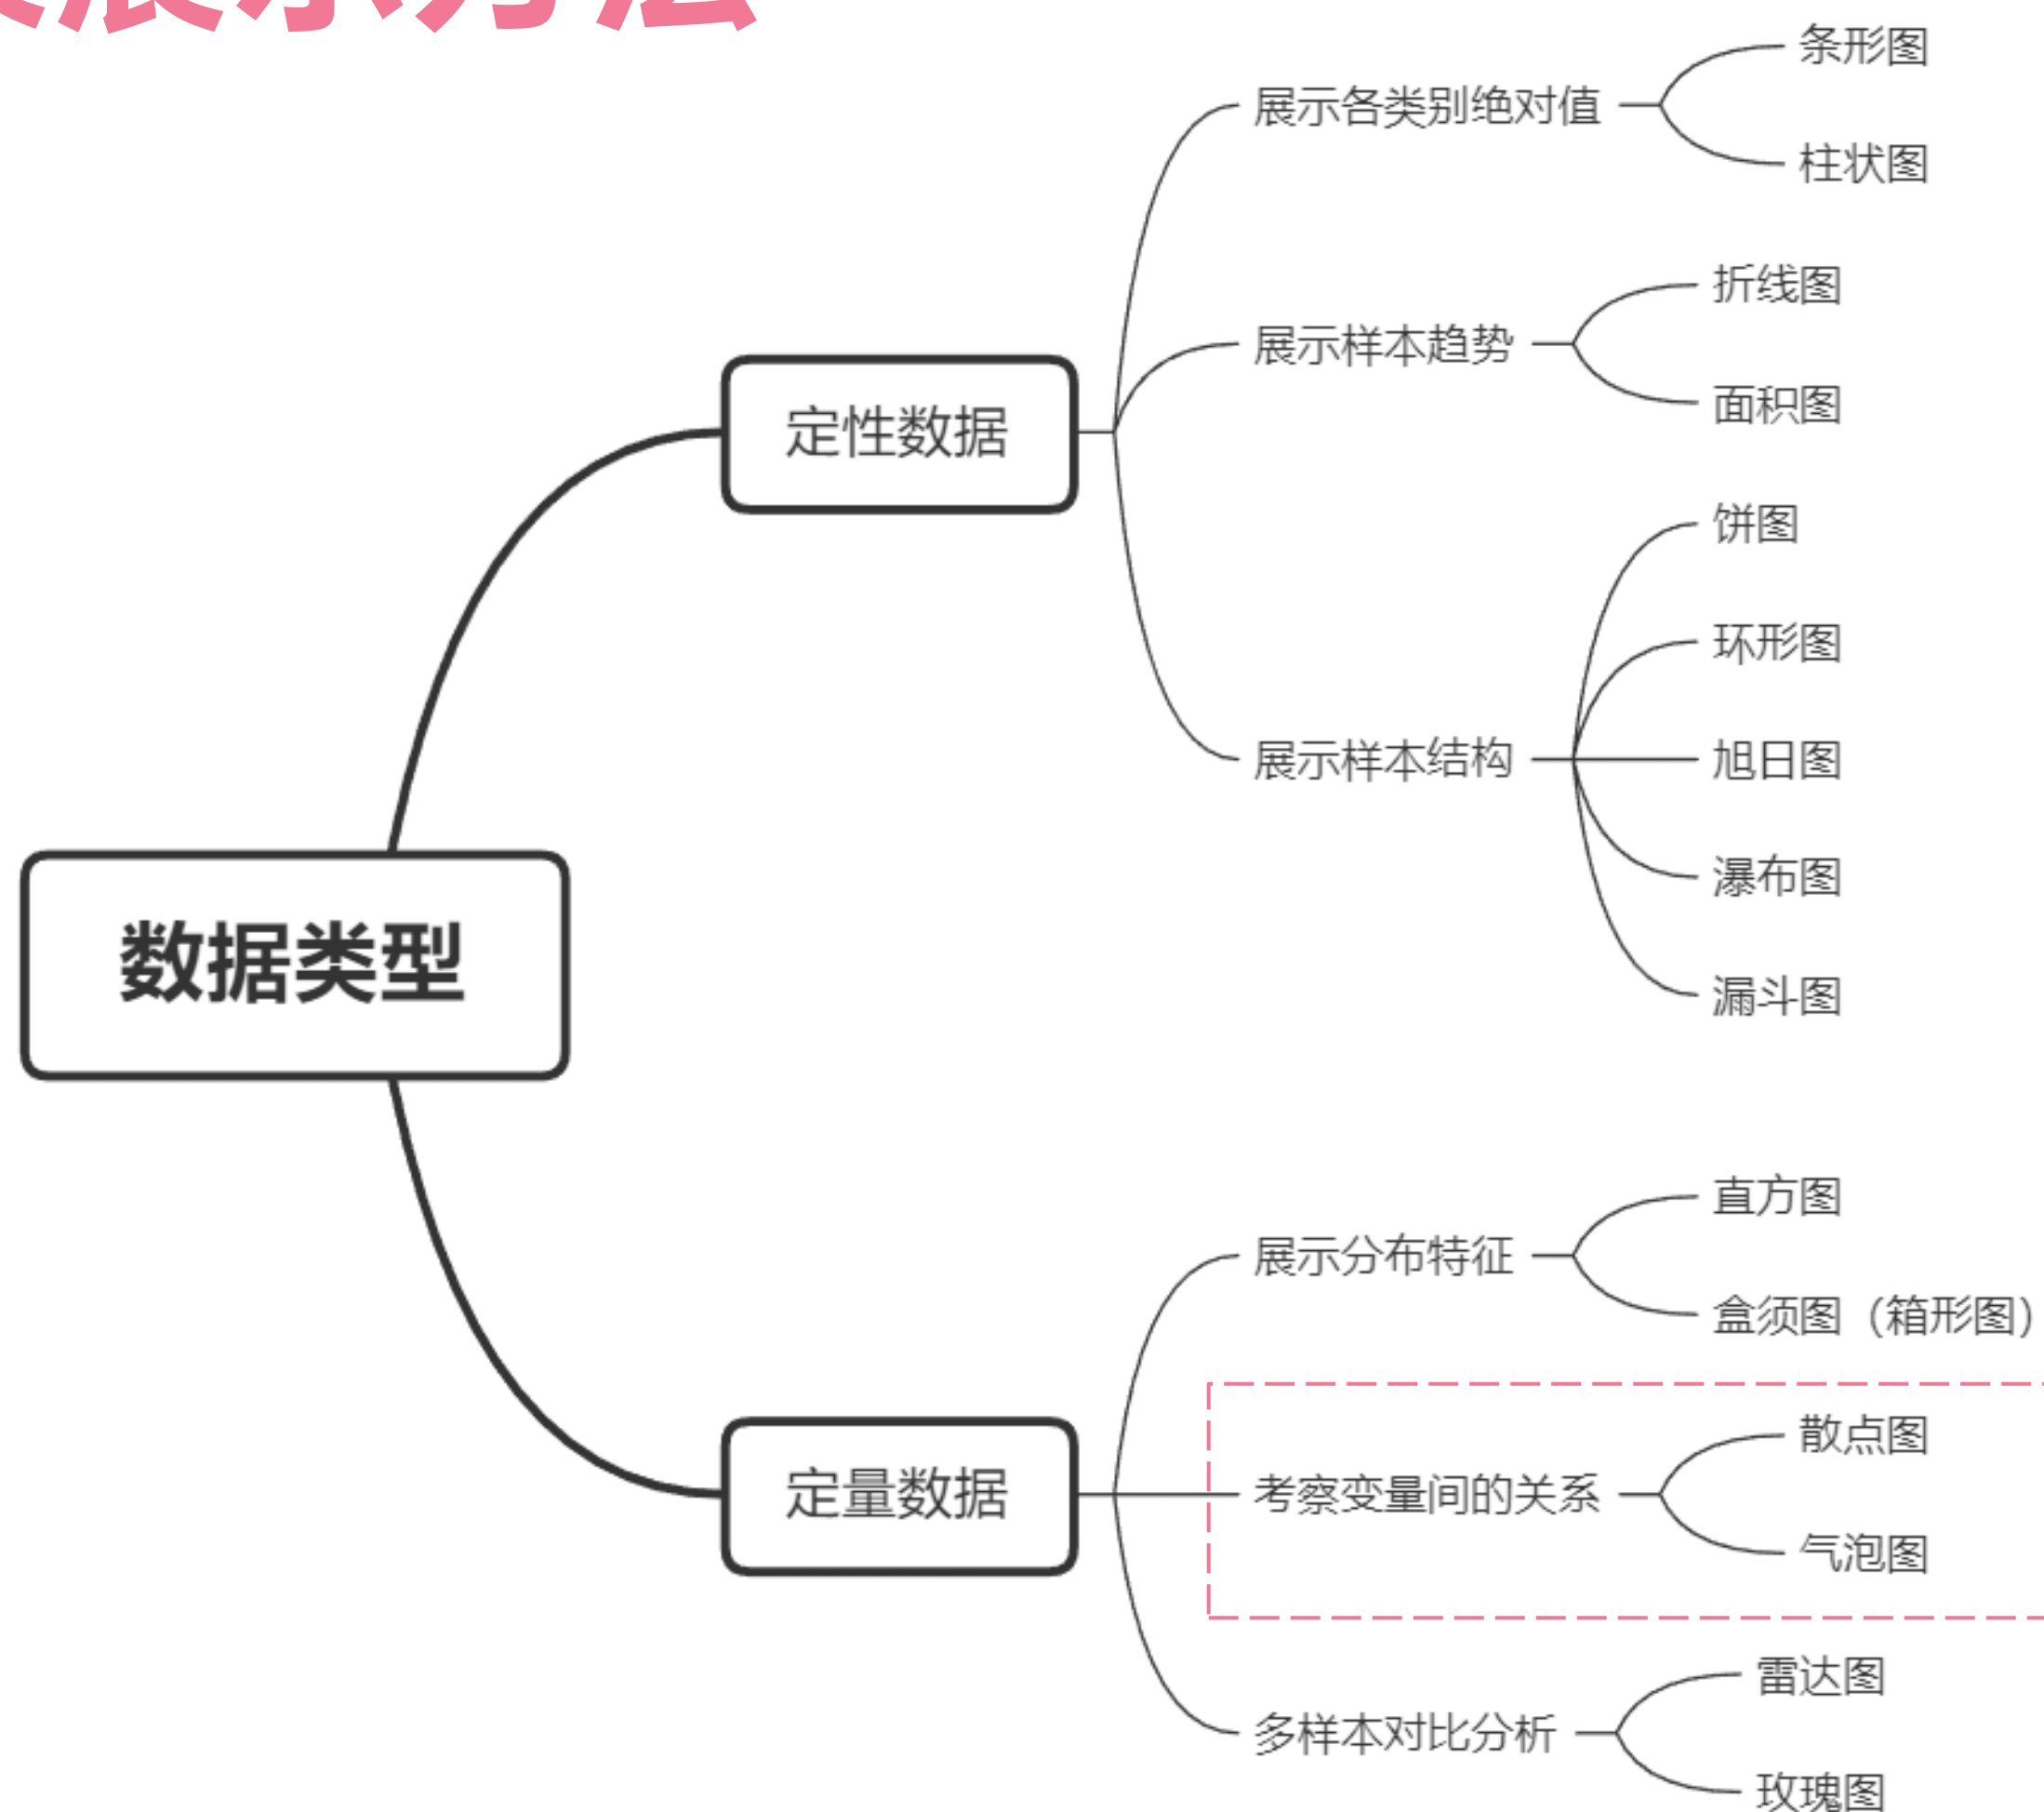 展示方法
数据类型
定性数据
展示各类别绝对值
条形图
柱状图
展示样本趋势
折线图
面积图
展示样本结构
饼图
环形图
旭日图
瀑布图
漏斗图
定量数据
展示分布特征
直方图
盒须图（箱形图）
考察变量间的关系
散点图
气泡图
多样本对比分析
雷达图
玫瑰图